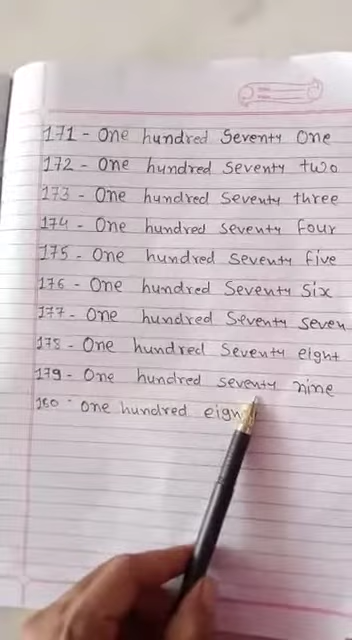 171 - One hundred Seventy One
172 - One hundred Seventy two
173 - One hundred Seventy three
174 - One hundred seventy four
175 - One hundred seventy five
176 - One hundred Seventy Six
177 - One hundred Seventy seven
178 - One hundred Seventy eight
179 - One hundred seventy nine
180 - One hundred